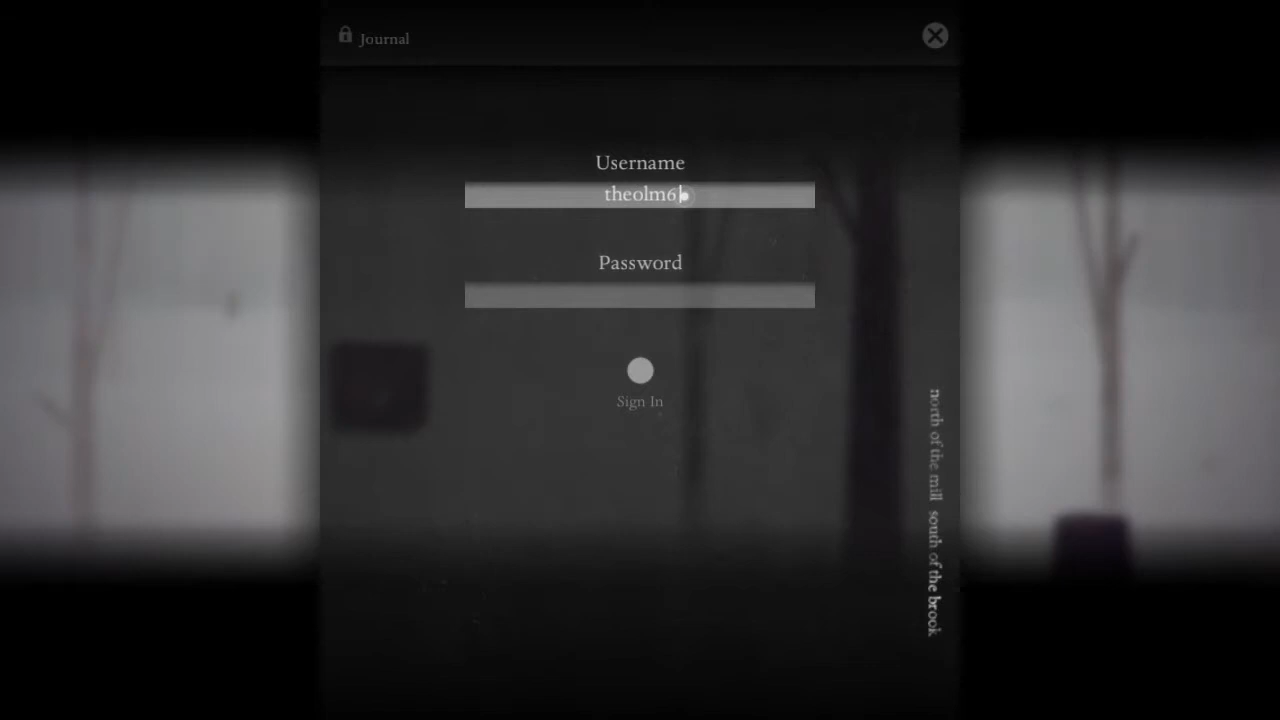 Journal
Username
theolm6
Password
Sign In
north of the mill south of the brook